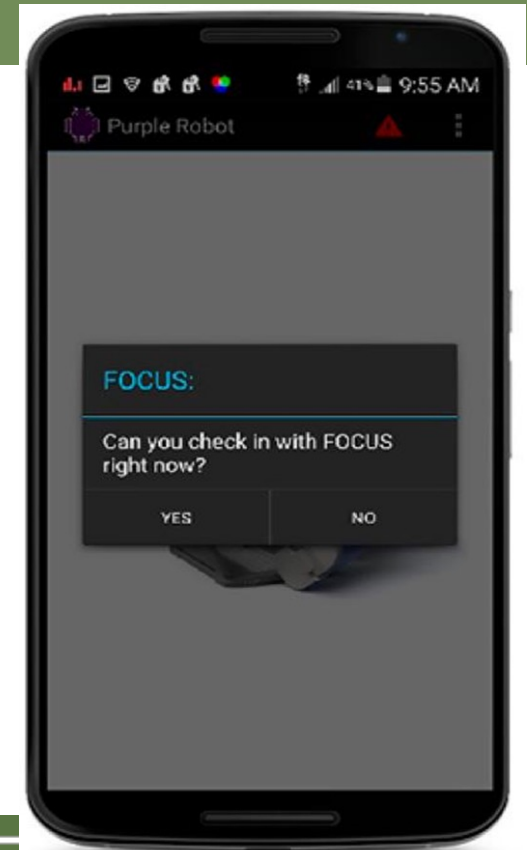 41% 9:55 AM
Purple Robot
FOCUS:
Can you check in with FOCUS
right now?
YES NO